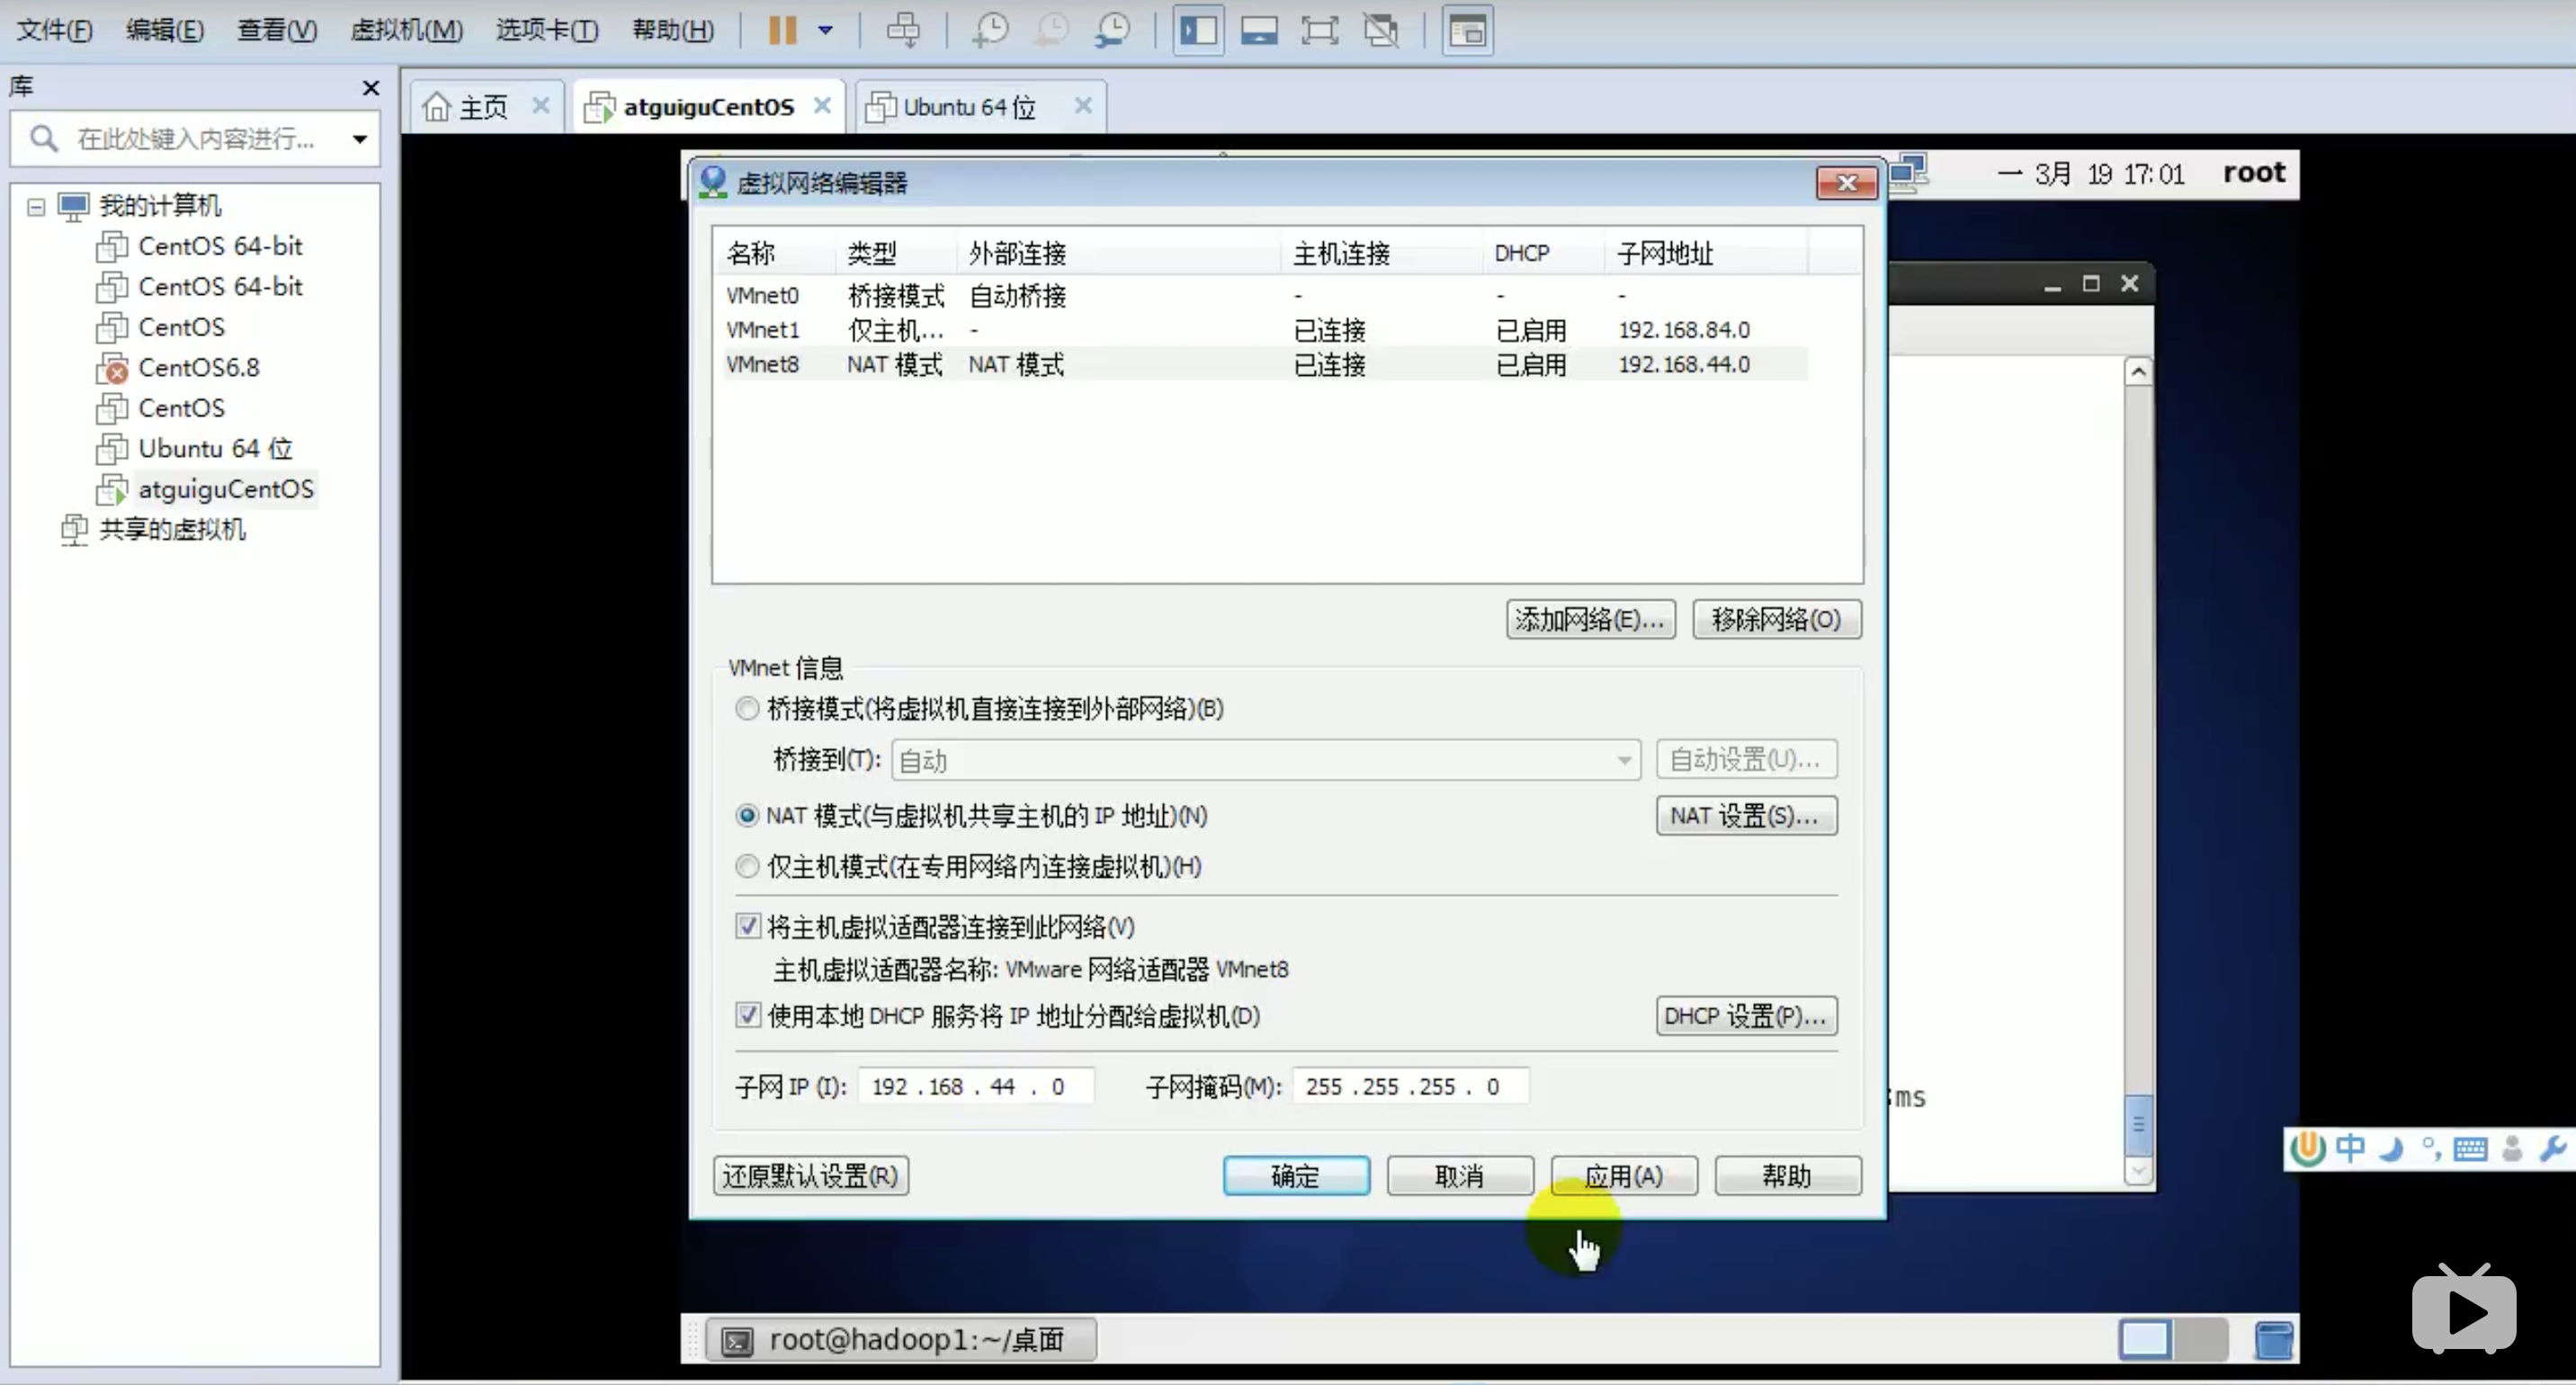 文件(F) 编辑(E) 查看(V) 虚拟机(M) 选项卡(T) 帮助(H)
库
在此处键入内容进行...
我的计算机
CentOS 64-bit
CentOS 64-bit
CentOS
CentOS6.8
CentOS
Ubuntu 64 位
atguiguCentOS
共享的虚拟机
主页 atguiguCentOS Ubuntu 64 位
一 3月 19 17:01 root
虚拟网络编辑器
名称 类型 外部连接 主机连接 DHCP 子网地址
VMnet0 桥接模式 自动桥接 - - -
VMnet1 仅主机... - 已连接 已启用 192.168.84.0
VMnet8 NAT 模式 NAT 模式 已连接 已启用 192.168.44.0
添加网络(E)... 移除网络(O)
VMnet 信息
桥接模式(将虚拟机直接连接到外部网络)(B)
桥接到(T): 自动 自动设置(U)...
NAT 模式(与虚拟机共享主机的 IP 地址)(N) NAT 设置(S)...
仅主机模式(在专用网络内连接虚拟机)(H)
将主机虚拟适配器连接到此网络(V)
主机虚拟适配器名称: VMware 网络适配器 VMnet8
使用本地 DHCP 服务将 IP 地址分配给虚拟机(D) DHCP 设置(P)...
子网 IP (I): 192 . 168 . 44 . 0 子网掩码(M): 255 . 255 . 255 . 0
ms
还原默认设置(R) 确定 取消 应用(A) 帮助
中
root@hadoop1:~/桌面